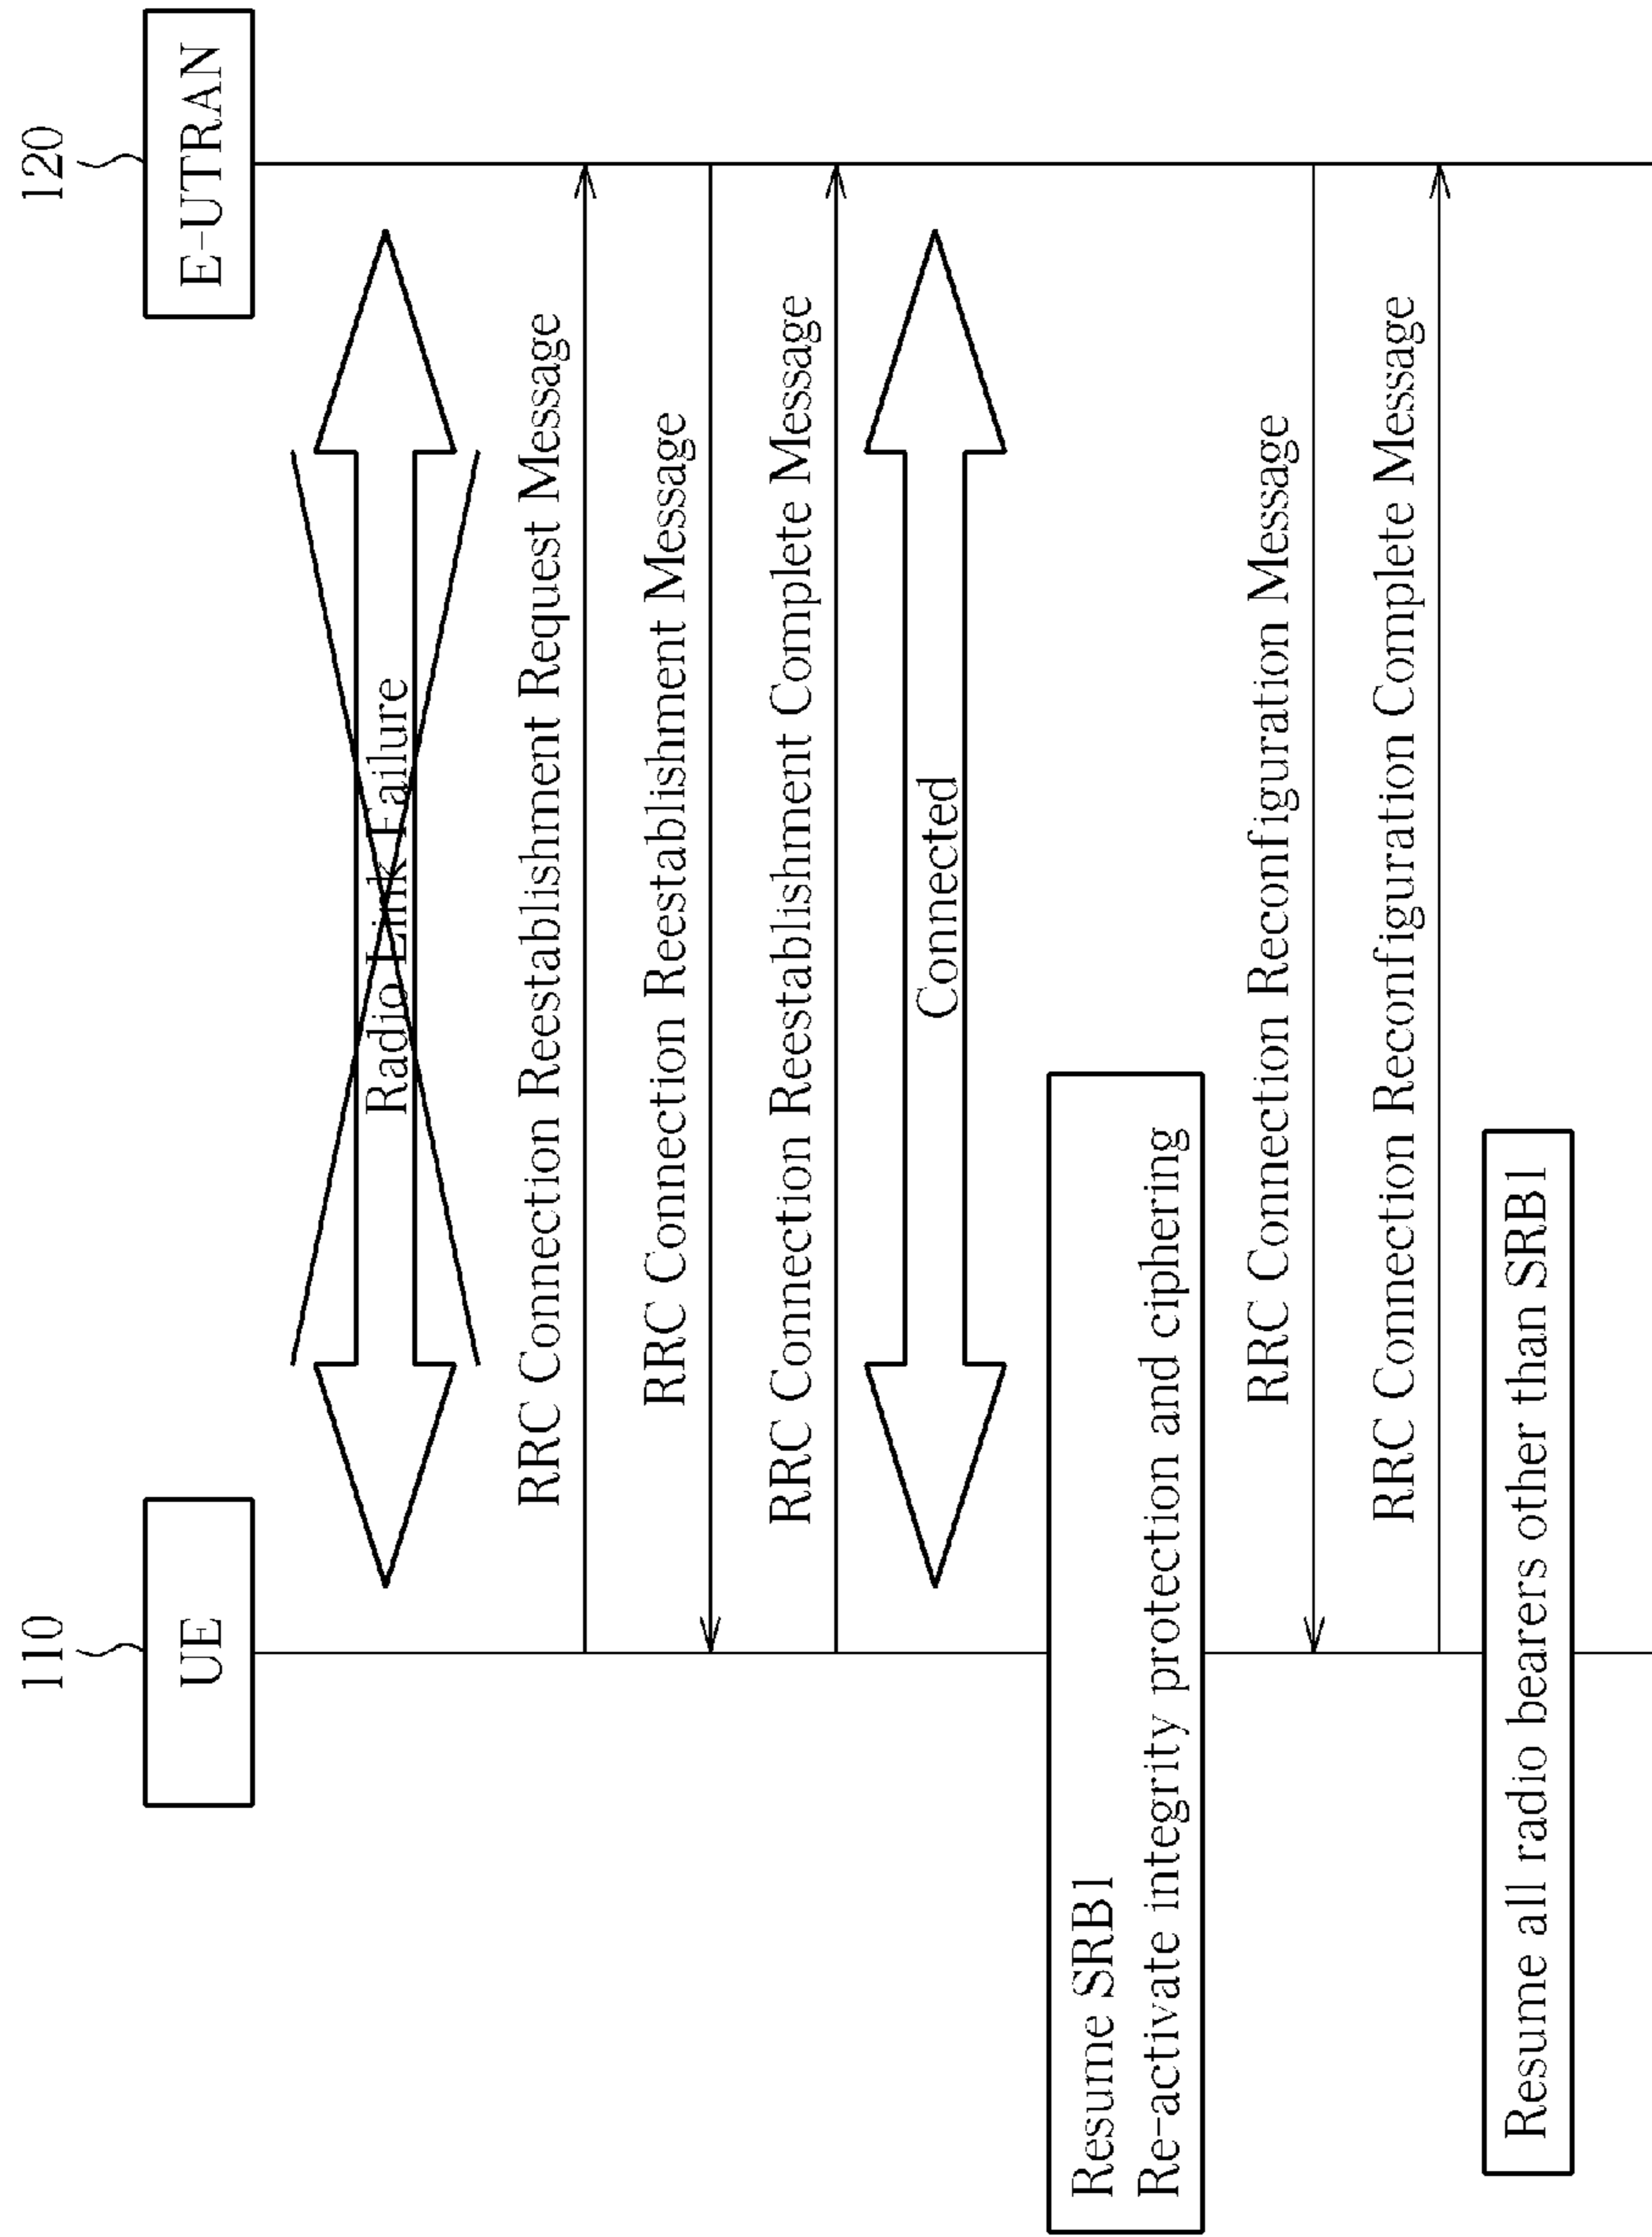 110
120
UE
E-UTRAN
Radio Link Failure
RRC Connection Reestablishment Request Message
RRC Connection Reestablishment Message
RRC Connection Reestablishment Complete Message
Connected
Resume SRB1
Re-activate integrity protection and ciphering
RRC Connection Reconfiguration Message
RRC Connection Reconfiguration Complete Message
Resume all radio bearers other than SRB1